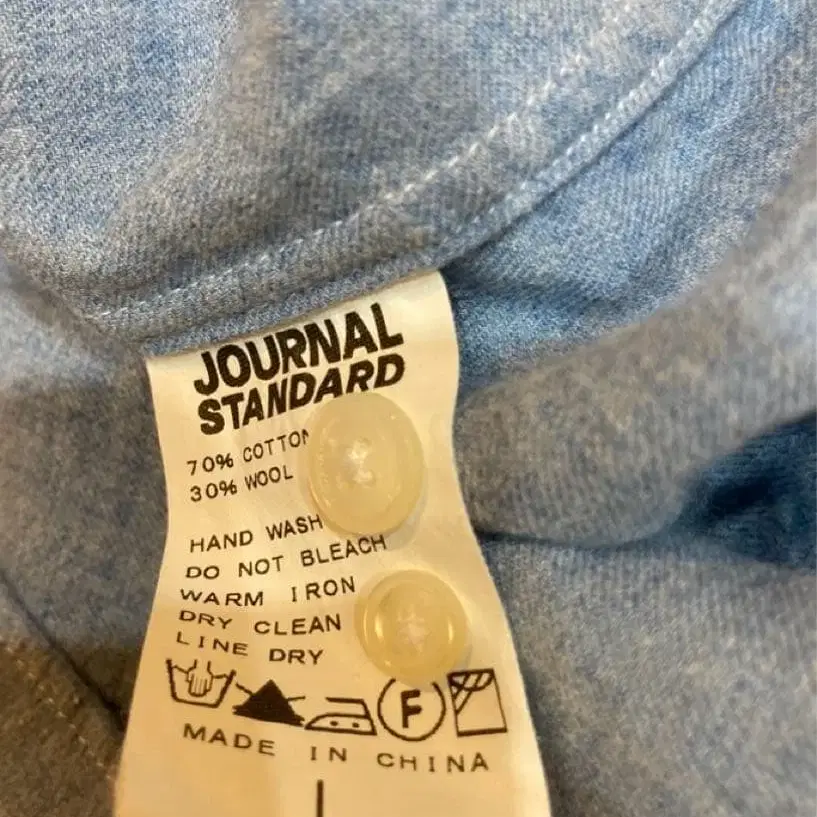 JOURNAL
STANDARD
70% COTTON
30% WOOL
HAND WASH
DO NOT BLEACH
WARM IRON
DRY CLEAN
LINE DRY
F
MADE IN CHINA